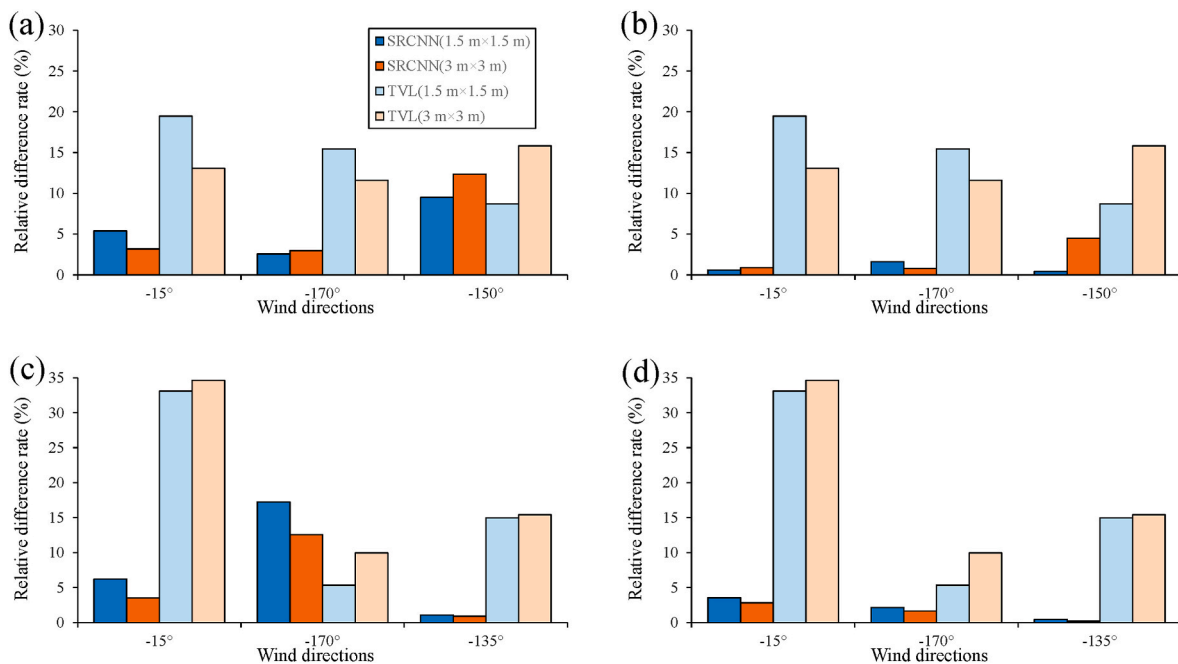 (a)
30
25
20
15
10
5
0
Relative difference rate (%)
SRCNN(1.5 m×1.5 m)
SRCNN(3 m×3 m)
TVL(1.5 m×1.5 m)
TVL(3 m×3 m)
-15°
-170°
-150°
Wind directions
(b)
30
25
20
15
10
5
0
Relative difference rate (%)
-15°
-170°
-150°
Wind directions
(c)
35
30
25
20
15
10
5
0
Relative difference rate (%)
-15°
-170°
-135°
Wind directions
(d)
35
30
25
20
15
10
5
0
Relative difference rate (%)
-15°
-170°
-135°
Wind directions